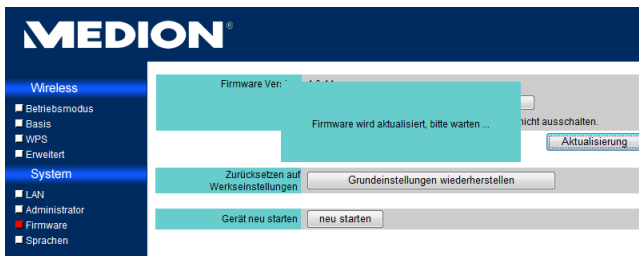 MEDION®
Wireless
Betriebsmodus
Basis
WPS
Erweitert
System
LAN
Administrator
Firmware
Sprachen
Firmware Ver
Firmware wird aktualisiert, bitte warten ...
nicht ausschalten.
Aktualisierung
Zurücksetzen auf
Werkseinstellungen
Grundeinstellungen wiederherstellen
Gerät neu starten
neu starten